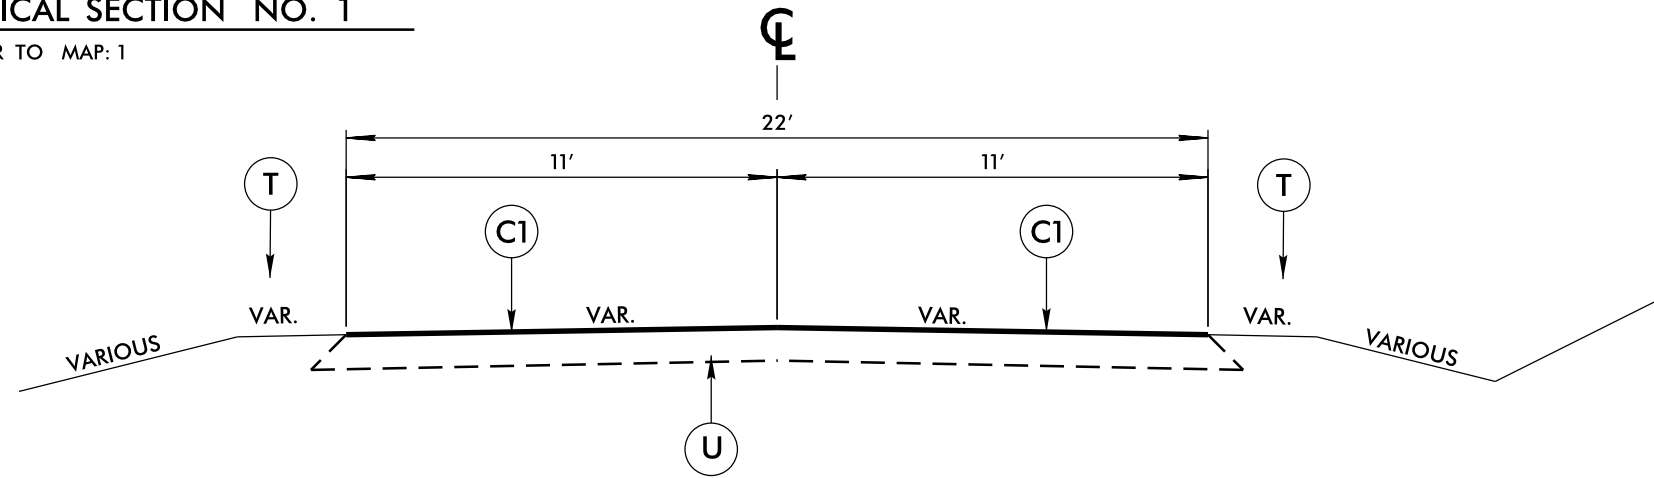 ICAL SECTION NO. 1
R TO MAP: 1
℄
22'
11' 11'
T T
C1 C1
VAR. VAR. VAR. VAR.
VARIOUS VARIOUS
U